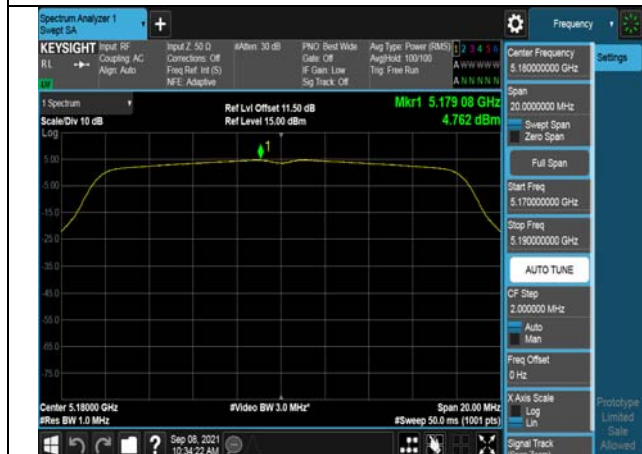 Spectrum Analyzer 1
Swept SA
+
Frequency
KEYSIGHT
RL
LXI
Input: RF
Coupling: AC
Align: Auto
Input Z: 50 Ω
Corrections: Off
Freq Ref: Int (S)
NFE: Adaptive
#Atten: 30 dB
PNO: Best Wide
Gate: Off
IF Gain: Low
Sig Track: Off
Avg Type: Power (RMS)
Avg|Hold: 100/100
Trig: Free Run
1 2 3 4 5 6
A W W W W W
A N N N N N
1 Spectrum
Scale/Div 10 dB
Log
Ref Lvl Offset 11.50 dB
Ref Level 15.00 dBm
Mkr1 5.179 08 GHz
4.762 dBm
1
5.00
-5.00
-15.0
-25.0
-35.0
-45.0
-55.0
-65.0
-75.0
Center 5.18000 GHz
#Res BW 1.0 MHz
#Video BW 3.0 MHz*
Span 20.00 MHz
#Sweep 50.0 ms (1001 pts)
?
Sep 08, 2021
10:34:22 AM
Center Frequency
5.180000000 GHz
Settings
Span
20.0000000 MHz
Swept Span
Zero Span
Full Span
Start Freq
5.170000000 GHz
Stop Freq
5.190000000 GHz
AUTO TUNE
CF Step
2.000000 MHz
Auto
Man
Freq Offset
0 Hz
X Axis Scale
Log
Lin
Signal Track
(Span Zoom)
Prototype
Limited
Sale
Allowed